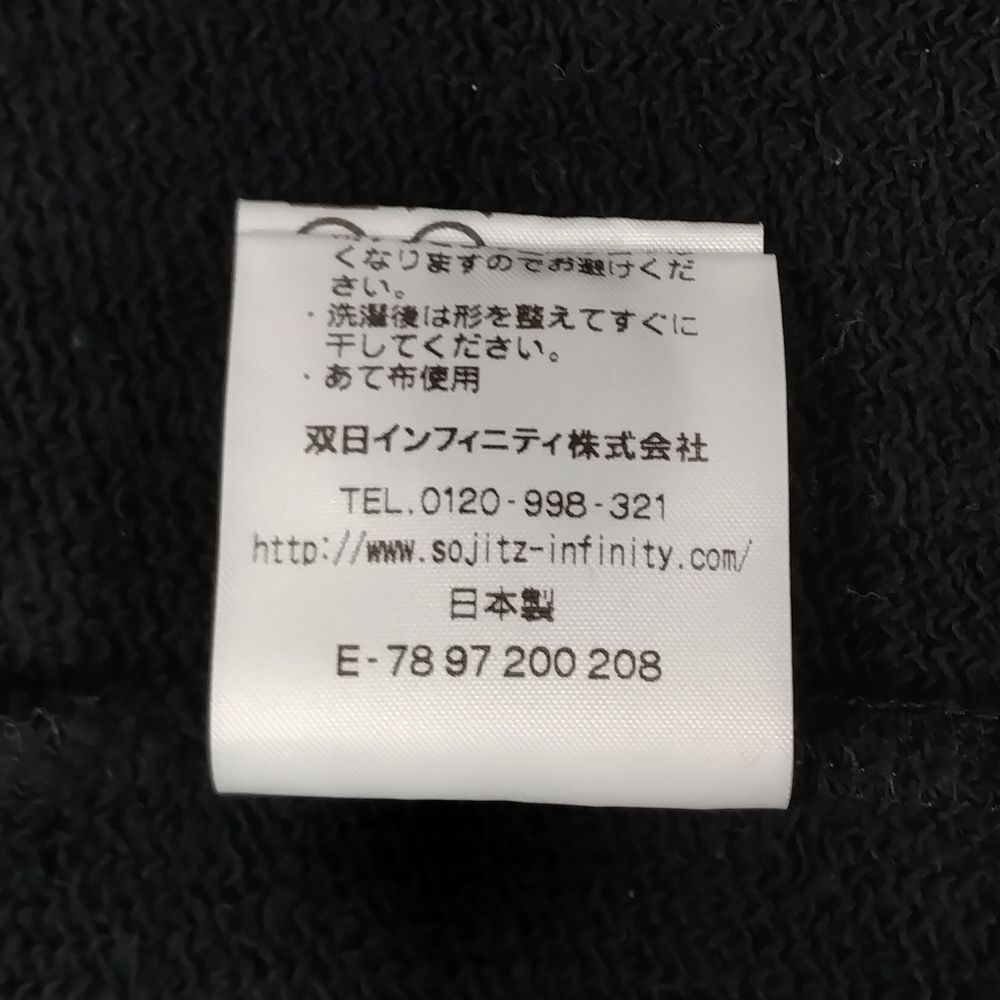 くなりますのでお避けくだ
さい。
・洗濯後は形を整えてすぐに
干してください。
・あて布使用
双日インフィニティ株式会社
TEL.0120-998-321
http://www.sojitz-infinity.com/
日本製
E-78 97 200 208